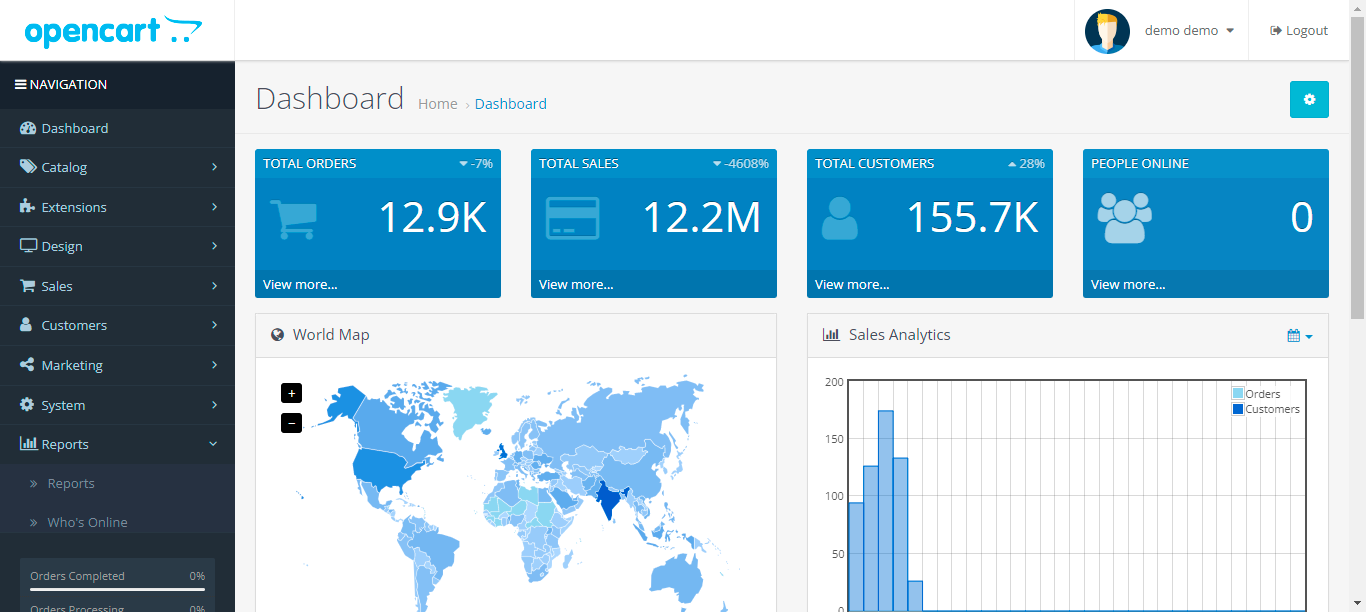 opencart
demo demo
Logout
NAVIGATION
Dashboard
Catalog
Extensions
Design
Sales
Customers
Marketing
System
Reports
Reports
Who's Online
Orders Completed 0%
Orders Processing 0%
Dashboard
Home › Dashboard
TOTAL ORDERS -7%
12.9K
View more...
TOTAL SALES -4608%
12.2M
View more...
TOTAL CUSTOMERS 28%
155.7K
View more...
PEOPLE ONLINE
0
View more...
World Map
+
−
Sales Analytics
200
150
100
50
0
Orders
Customers